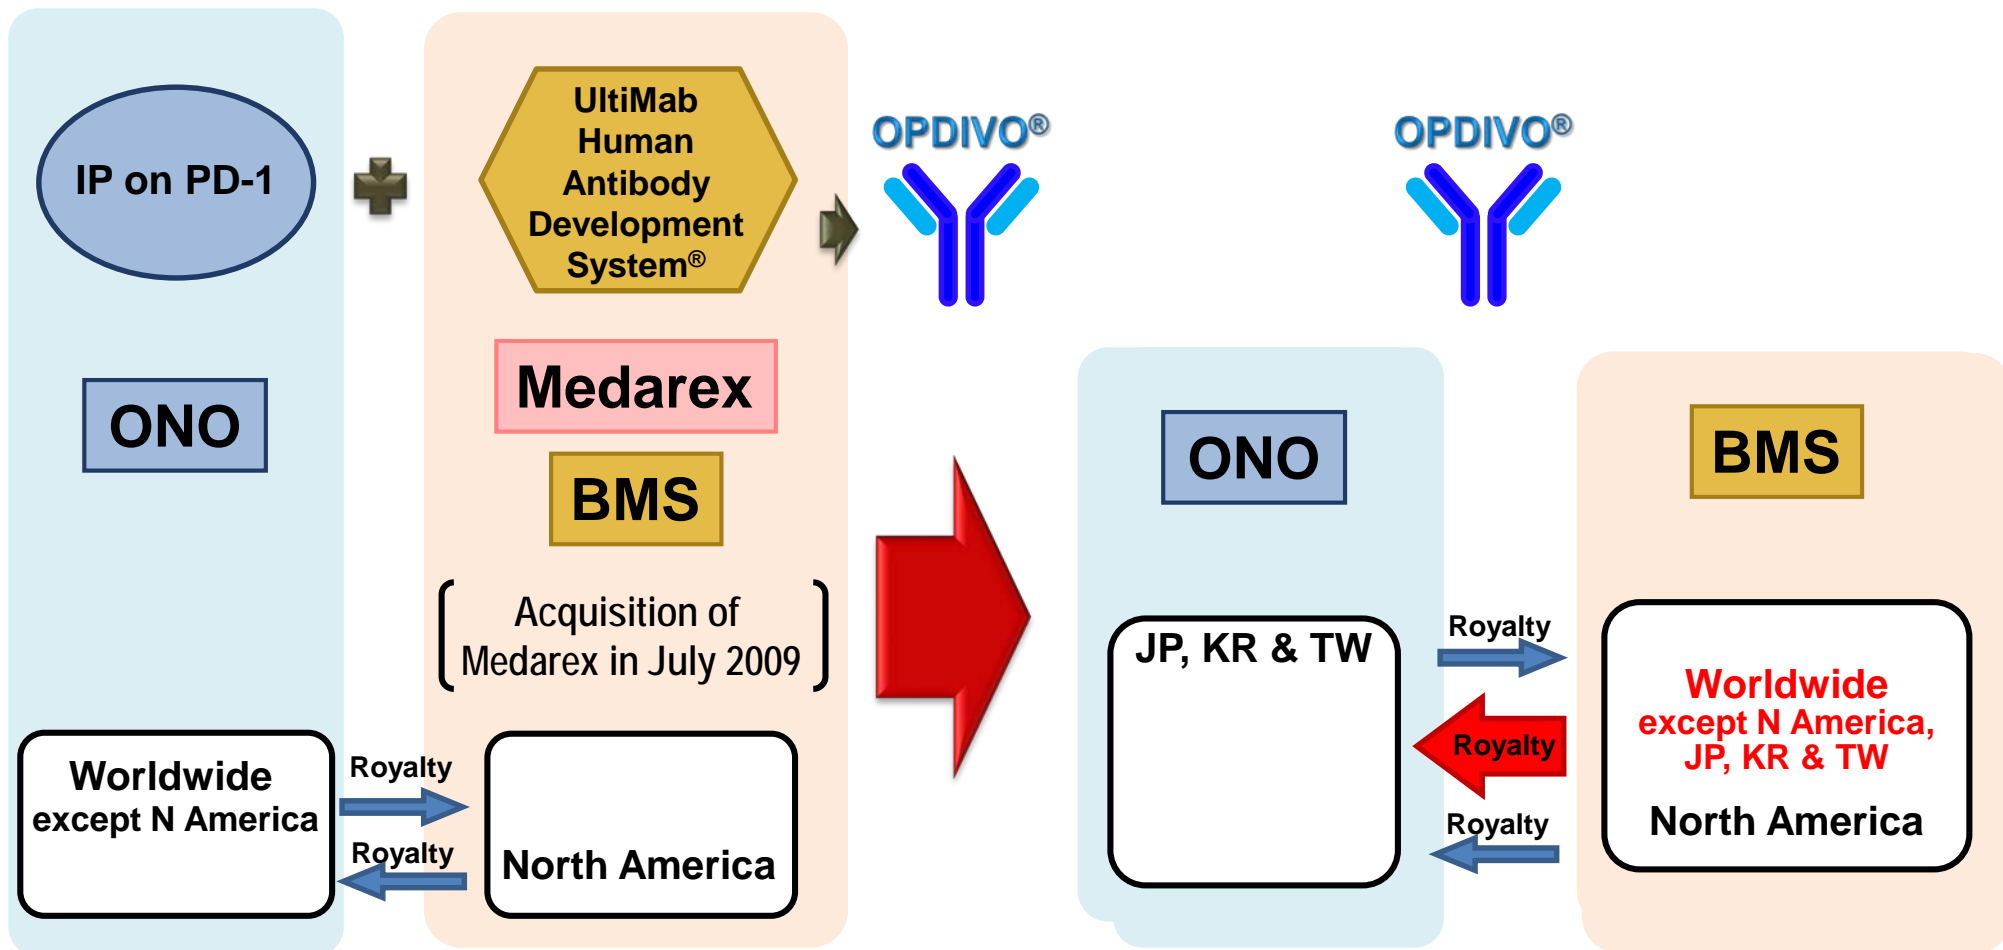 IP on PD-1
UltiMab
Human
Antibody
Development
System®
OPDIVO®
OPDIVO®
ONO
Medarex
BMS
Acquisition of
Medarex in July 2009
Worldwide
except N America
Royalty
Royalty
North America
ONO
BMS
JP, KR & TW
Royalty
Royalty
Royalty
Worldwide
except N America,
JP, KR & TW
North America